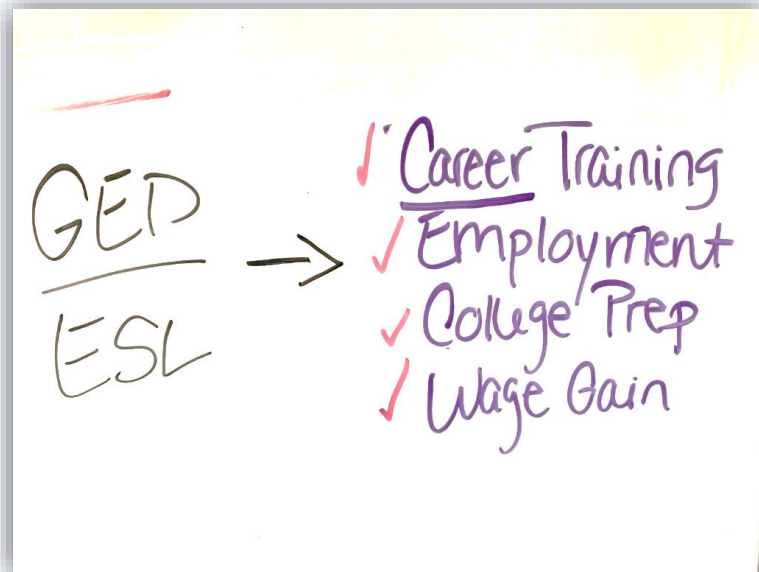 GED
ESL
Career Training
Employment
College Prep
Wage Gain